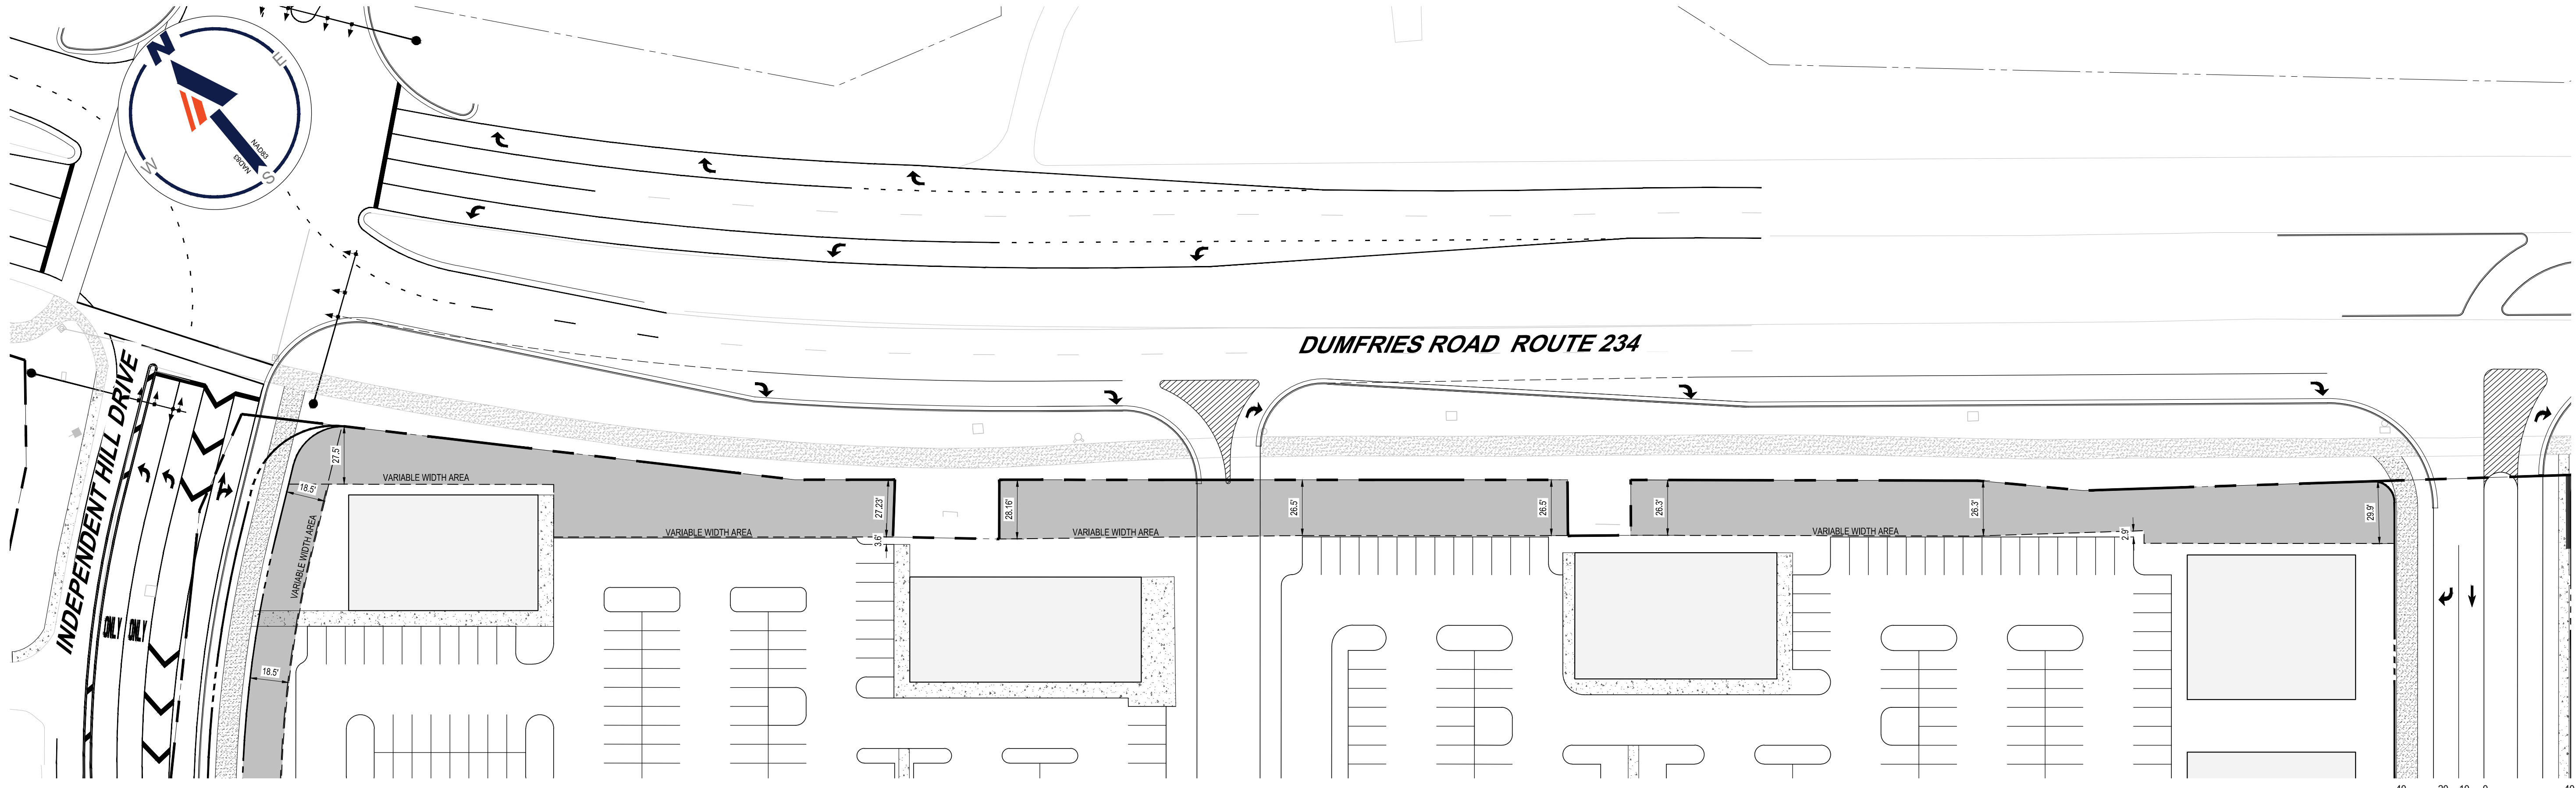 N
E
NAD83
NAD83
W
S
DUMFRIES ROAD ROUTE 234
INDEPENDENT HILL DRIVE
27.5'
VARIABLE WIDTH AREA
18.5'
VARIABLE WIDTH AREA
27.23'
28.16'
26.5'
26.5'
26.3'
26.3'
29.9'
VARIABLE WIDTH AREA
3.6'
VARIABLE WIDTH AREA
VARIABLE WIDTH AREA
2.9'
ONLY ONLY
18.5'